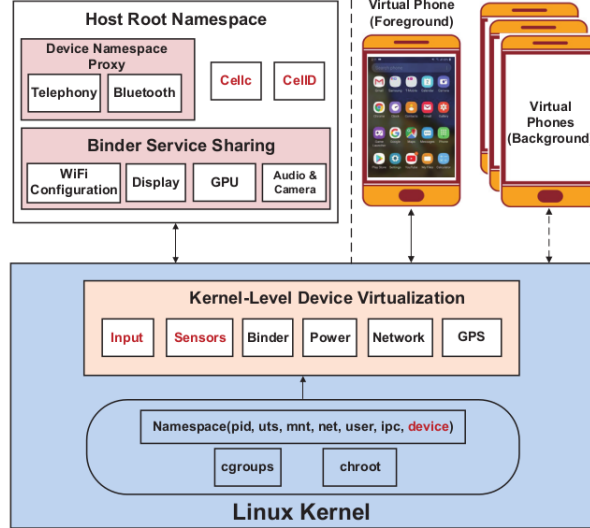 Host Root Namespace
Device Namespace
Proxy
Telephony
Bluetooth
Cellc
CellD
Binder Service Sharing
WiFi
Configuration
Display
GPU
Audio &
Camera
Virtual Phone
(Foreground)
Virtual
Phones
(Background
Kernel-Level Device Virtualization
Input
Sensors
Binder
Power
Network
GPS
Namespace(pid, uts, mnt, net, user, ipc, device)
cgroups
chroot
Linux Kernel